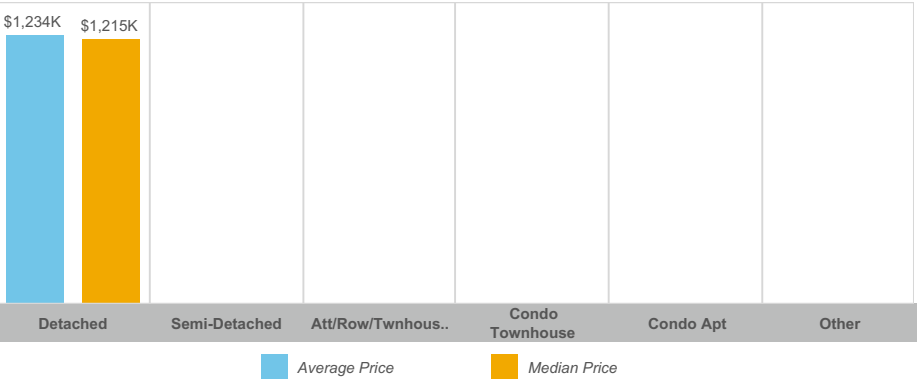 $1,234K
$1,215K
Detached
Semi-Detached
Att/Row/Twnhous..
Condo
Townhouse
Condo Apt
Other
Average Price
Median Price